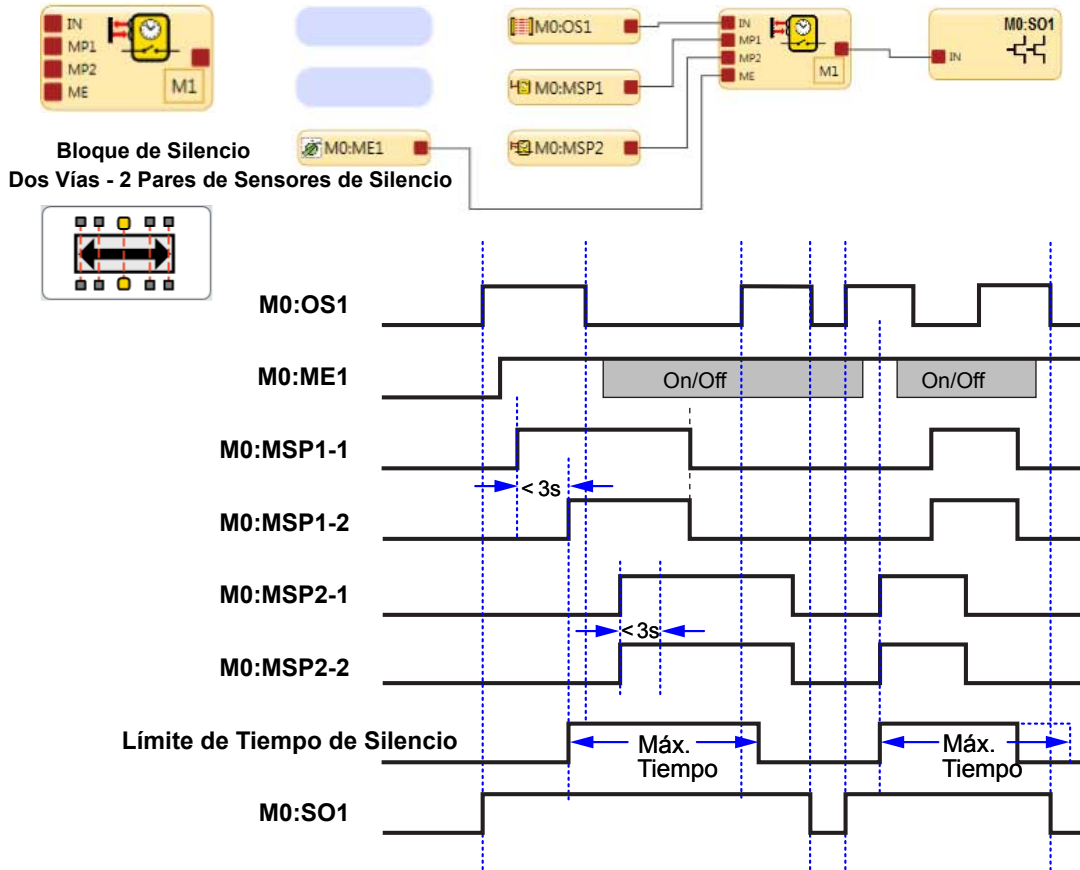 IN
MP1
MP2
ME
M1
M0:OS1
M0:MSP1
M0:ME1
M0:MSP2
IN
MP1
MP2
ME
M1
M0:SO1
IN
Bloque de Silencio
Dos Vías - 2 Pares de Sensores de Silencio
M0:OS1
M0:ME1
On/Off
On/Off
M0:MSP1-1
< 3s
M0:MSP1-2
M0:MSP2-1
< 3s
M0:MSP2-2
Límite de Tiempo de Silencio
Máx.
Tiempo
Máx.
Tiempo
M0:SO1